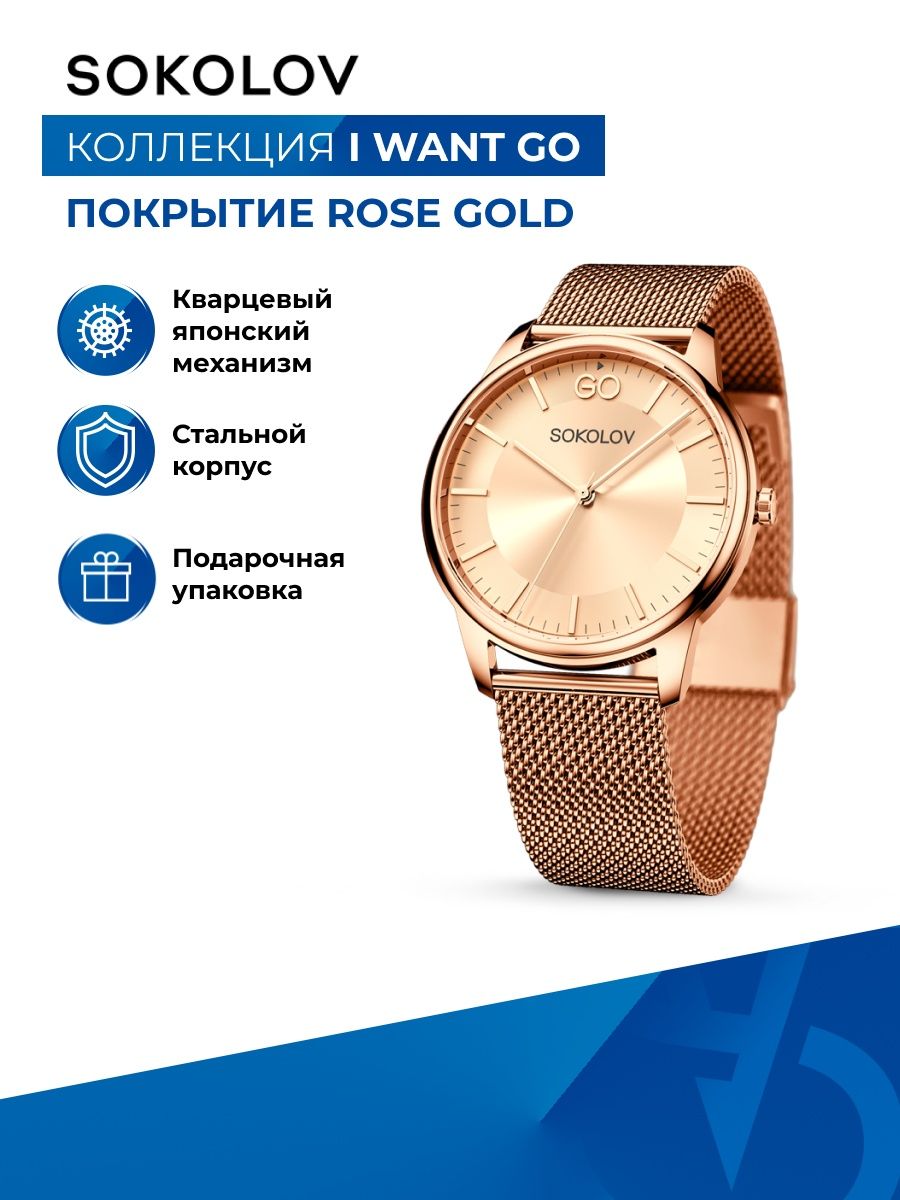 SOKOLOV
КОЛЛЕКЦИЯ I WANT GO
ПОКРЫТИЕ ROSE GOLD
Кварцевый
японский
механизм
Стальной
корпус
Подарочная
упаковка
GO
SOKOLOV